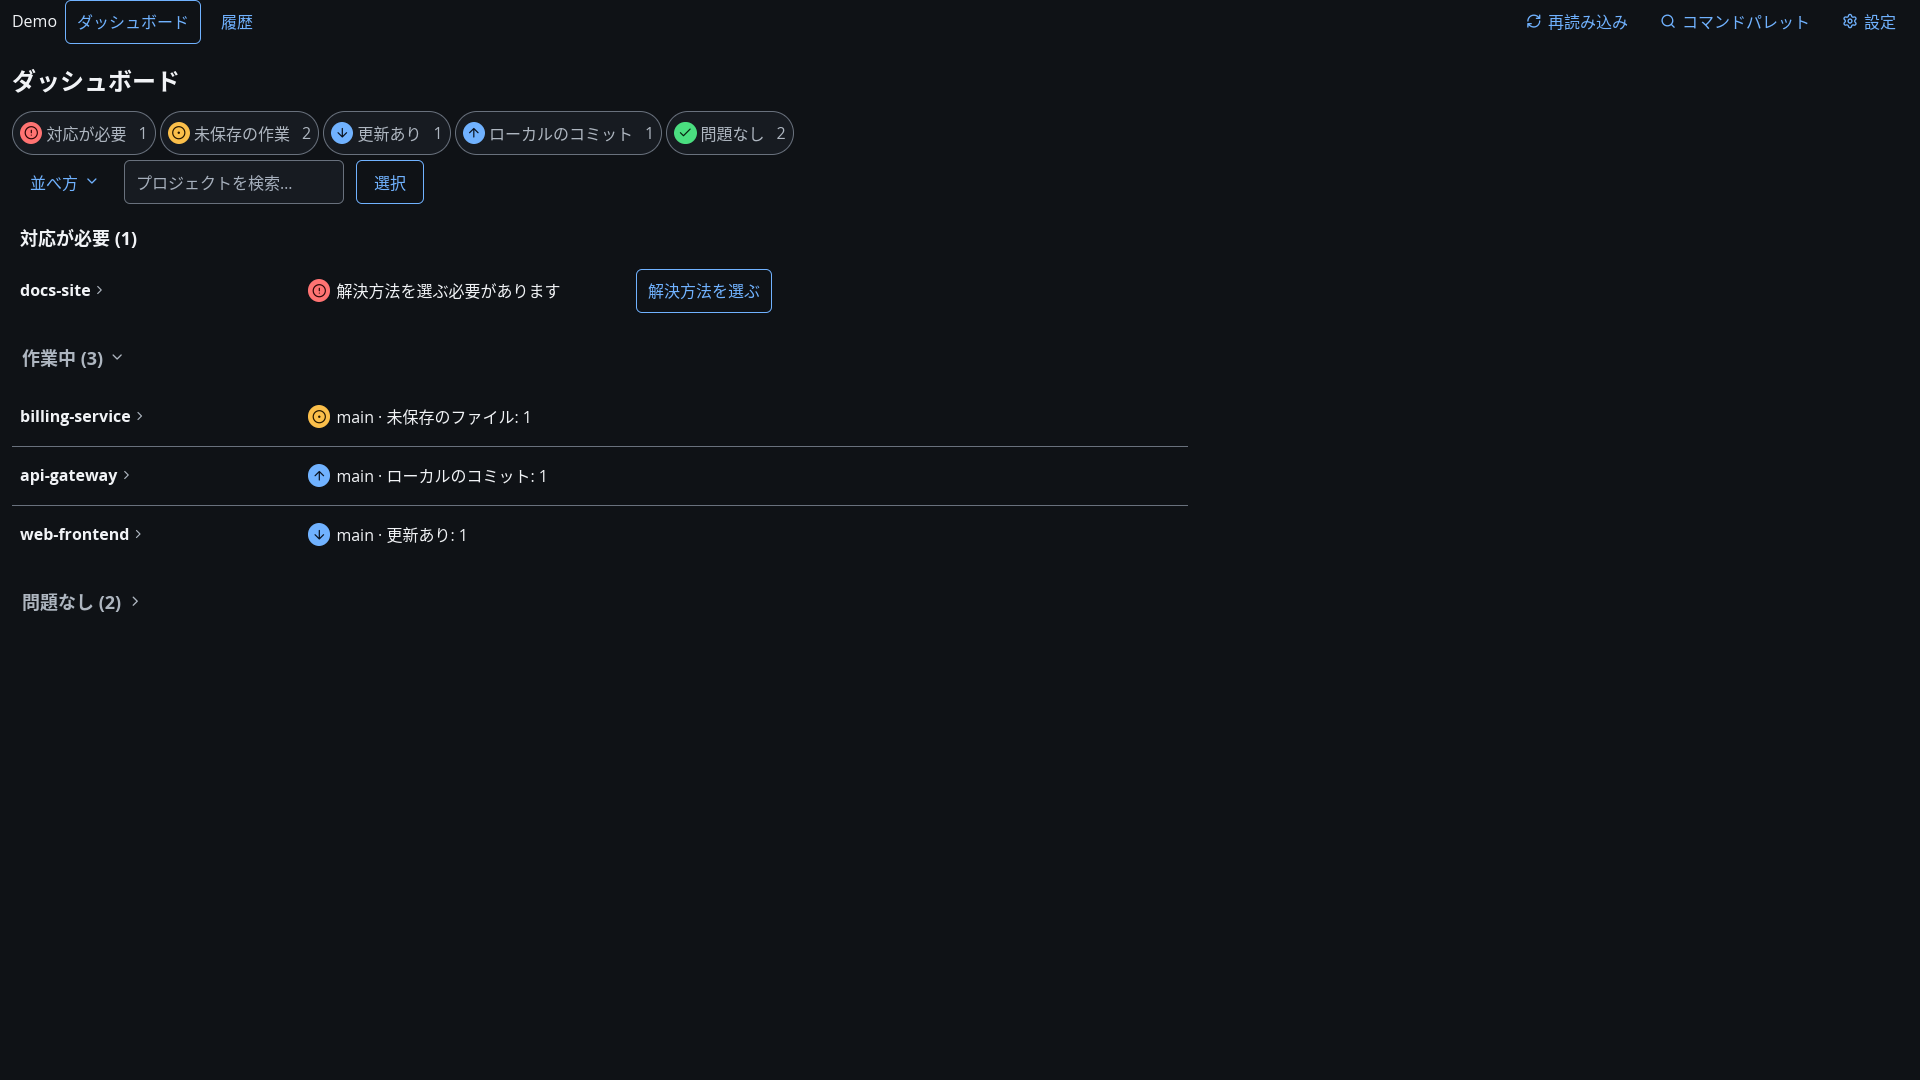 Demo ダッシュボード 履歴 再読み込み コマンドパレット 設定
ダッシュボード
対応が必要 1 未保存の作業 2 更新あり 1 ローカルのコミット 1 問題なし 2
並べ方 プロジェクトを検索... 選択
対応が必要 (1)
docs-site 解決方法を選ぶ必要があります 解決方法を選ぶ
作業中 (3)
billing-service main · 未保存のファイル: 1
api-gateway main · ローカルのコミット: 1
web-frontend main · 更新あり: 1
問題なし (2)